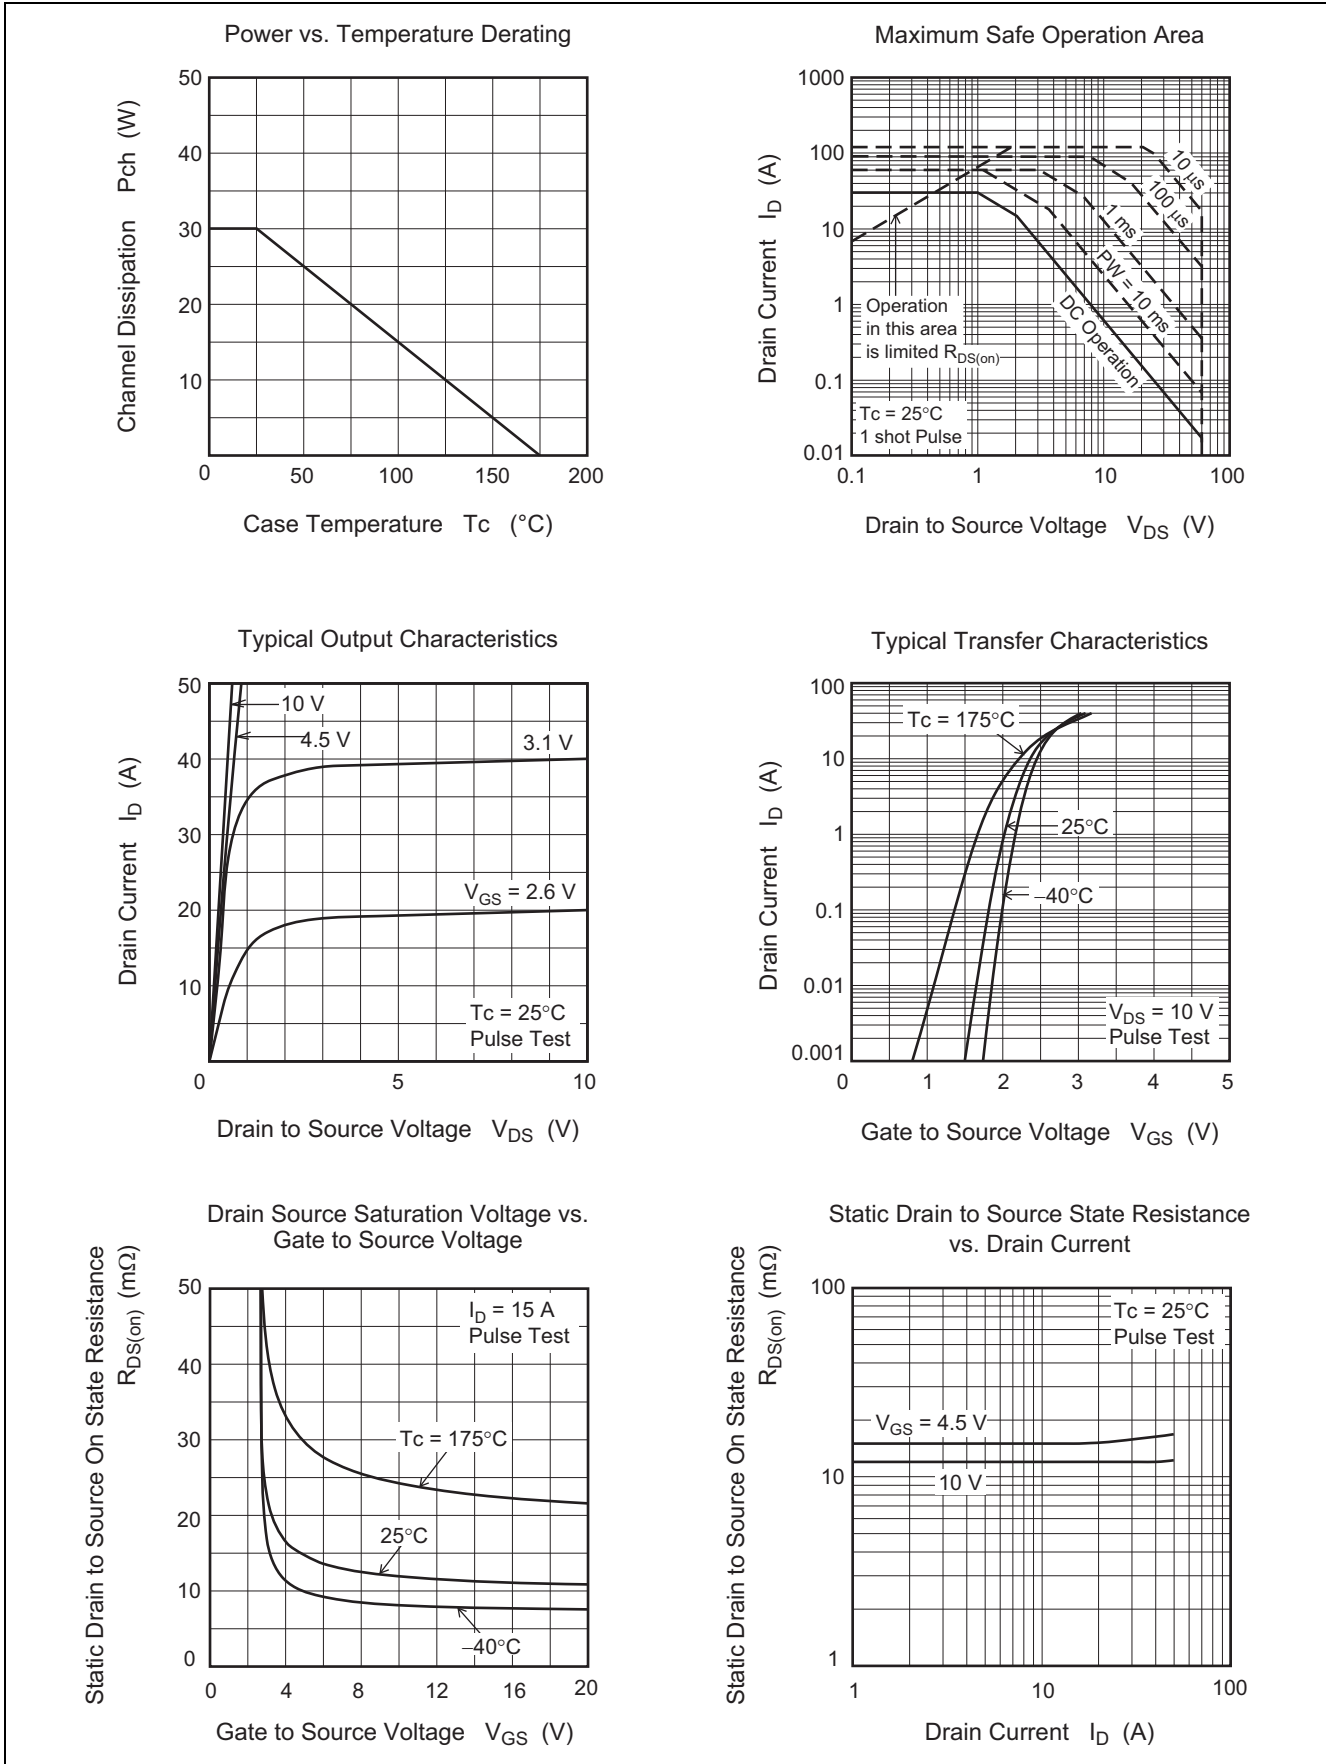 Power vs. Temperature Derating
50
40
30
20
10
0
50
100
150
200
Channel Dissipation Pch (W)
Case Temperature Tc (°C)
Maximum Safe Operation Area
1000
100
10
1
0.1
0.01
0.1
1
10
100
Drain Current ID (A)
10 μs
100 μs
1 ms
PW = 10 ms
DC Operation
Operation
in this area
is limited RDS(on)
Tc = 25°C
1 shot Pulse
Drain to Source Voltage VDS (V)
Typical Output Characteristics
50
40
30
20
10
0
5
10
Drain Current ID (A)
10 V
4.5 V
3.1 V
VGS = 2.6 V
Tc = 25°C
Pulse Test
Drain to Source Voltage VDS (V)
Typical Transfer Characteristics
100
10
1
0.1
0.01
0.001
0
1
2
3
4
5
Drain Current ID (A)
Tc = 175°C
25°C
–40°C
VDS = 10 V
Pulse Test
Gate to Source Voltage VGS (V)
Drain Source Saturation Voltage vs.
Gate to Source Voltage
Static Drain to Source On State Resistance
RDS(on) (mΩ)
50
40
30
20
10
0
0
4
8
12
16
20
ID = 15 A
Pulse Test
Tc = 175°C
25°C
–40°C
Gate to Source Voltage VGS (V)
Static Drain to Source State Resistance
vs. Drain Current
Static Drain to Source On State Resistance
RDS(on) (mΩ)
100
10
1
1
10
100
Tc = 25°C
Pulse Test
VGS = 4.5 V
10 V
Drain Current ID (A)